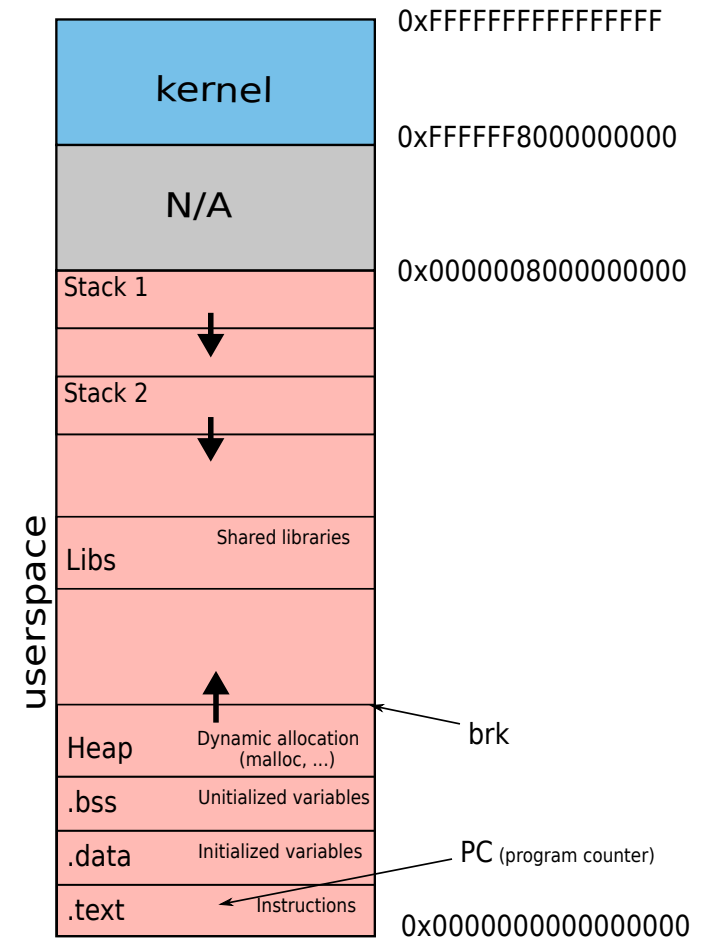 0xFFFFFFFFFFFFFFFF
kernel
0xFFFFFF8000000000
N/A
0x0000008000000000
Stack 1
Stack 2
userspace
Shared libraries
Libs
brk
Dynamic allocation
(malloc, ...)
Heap
Unitialized variables
.bss
Initialized variables
.data
PC (program counter)
Instructions
.text
0x0000000000000000